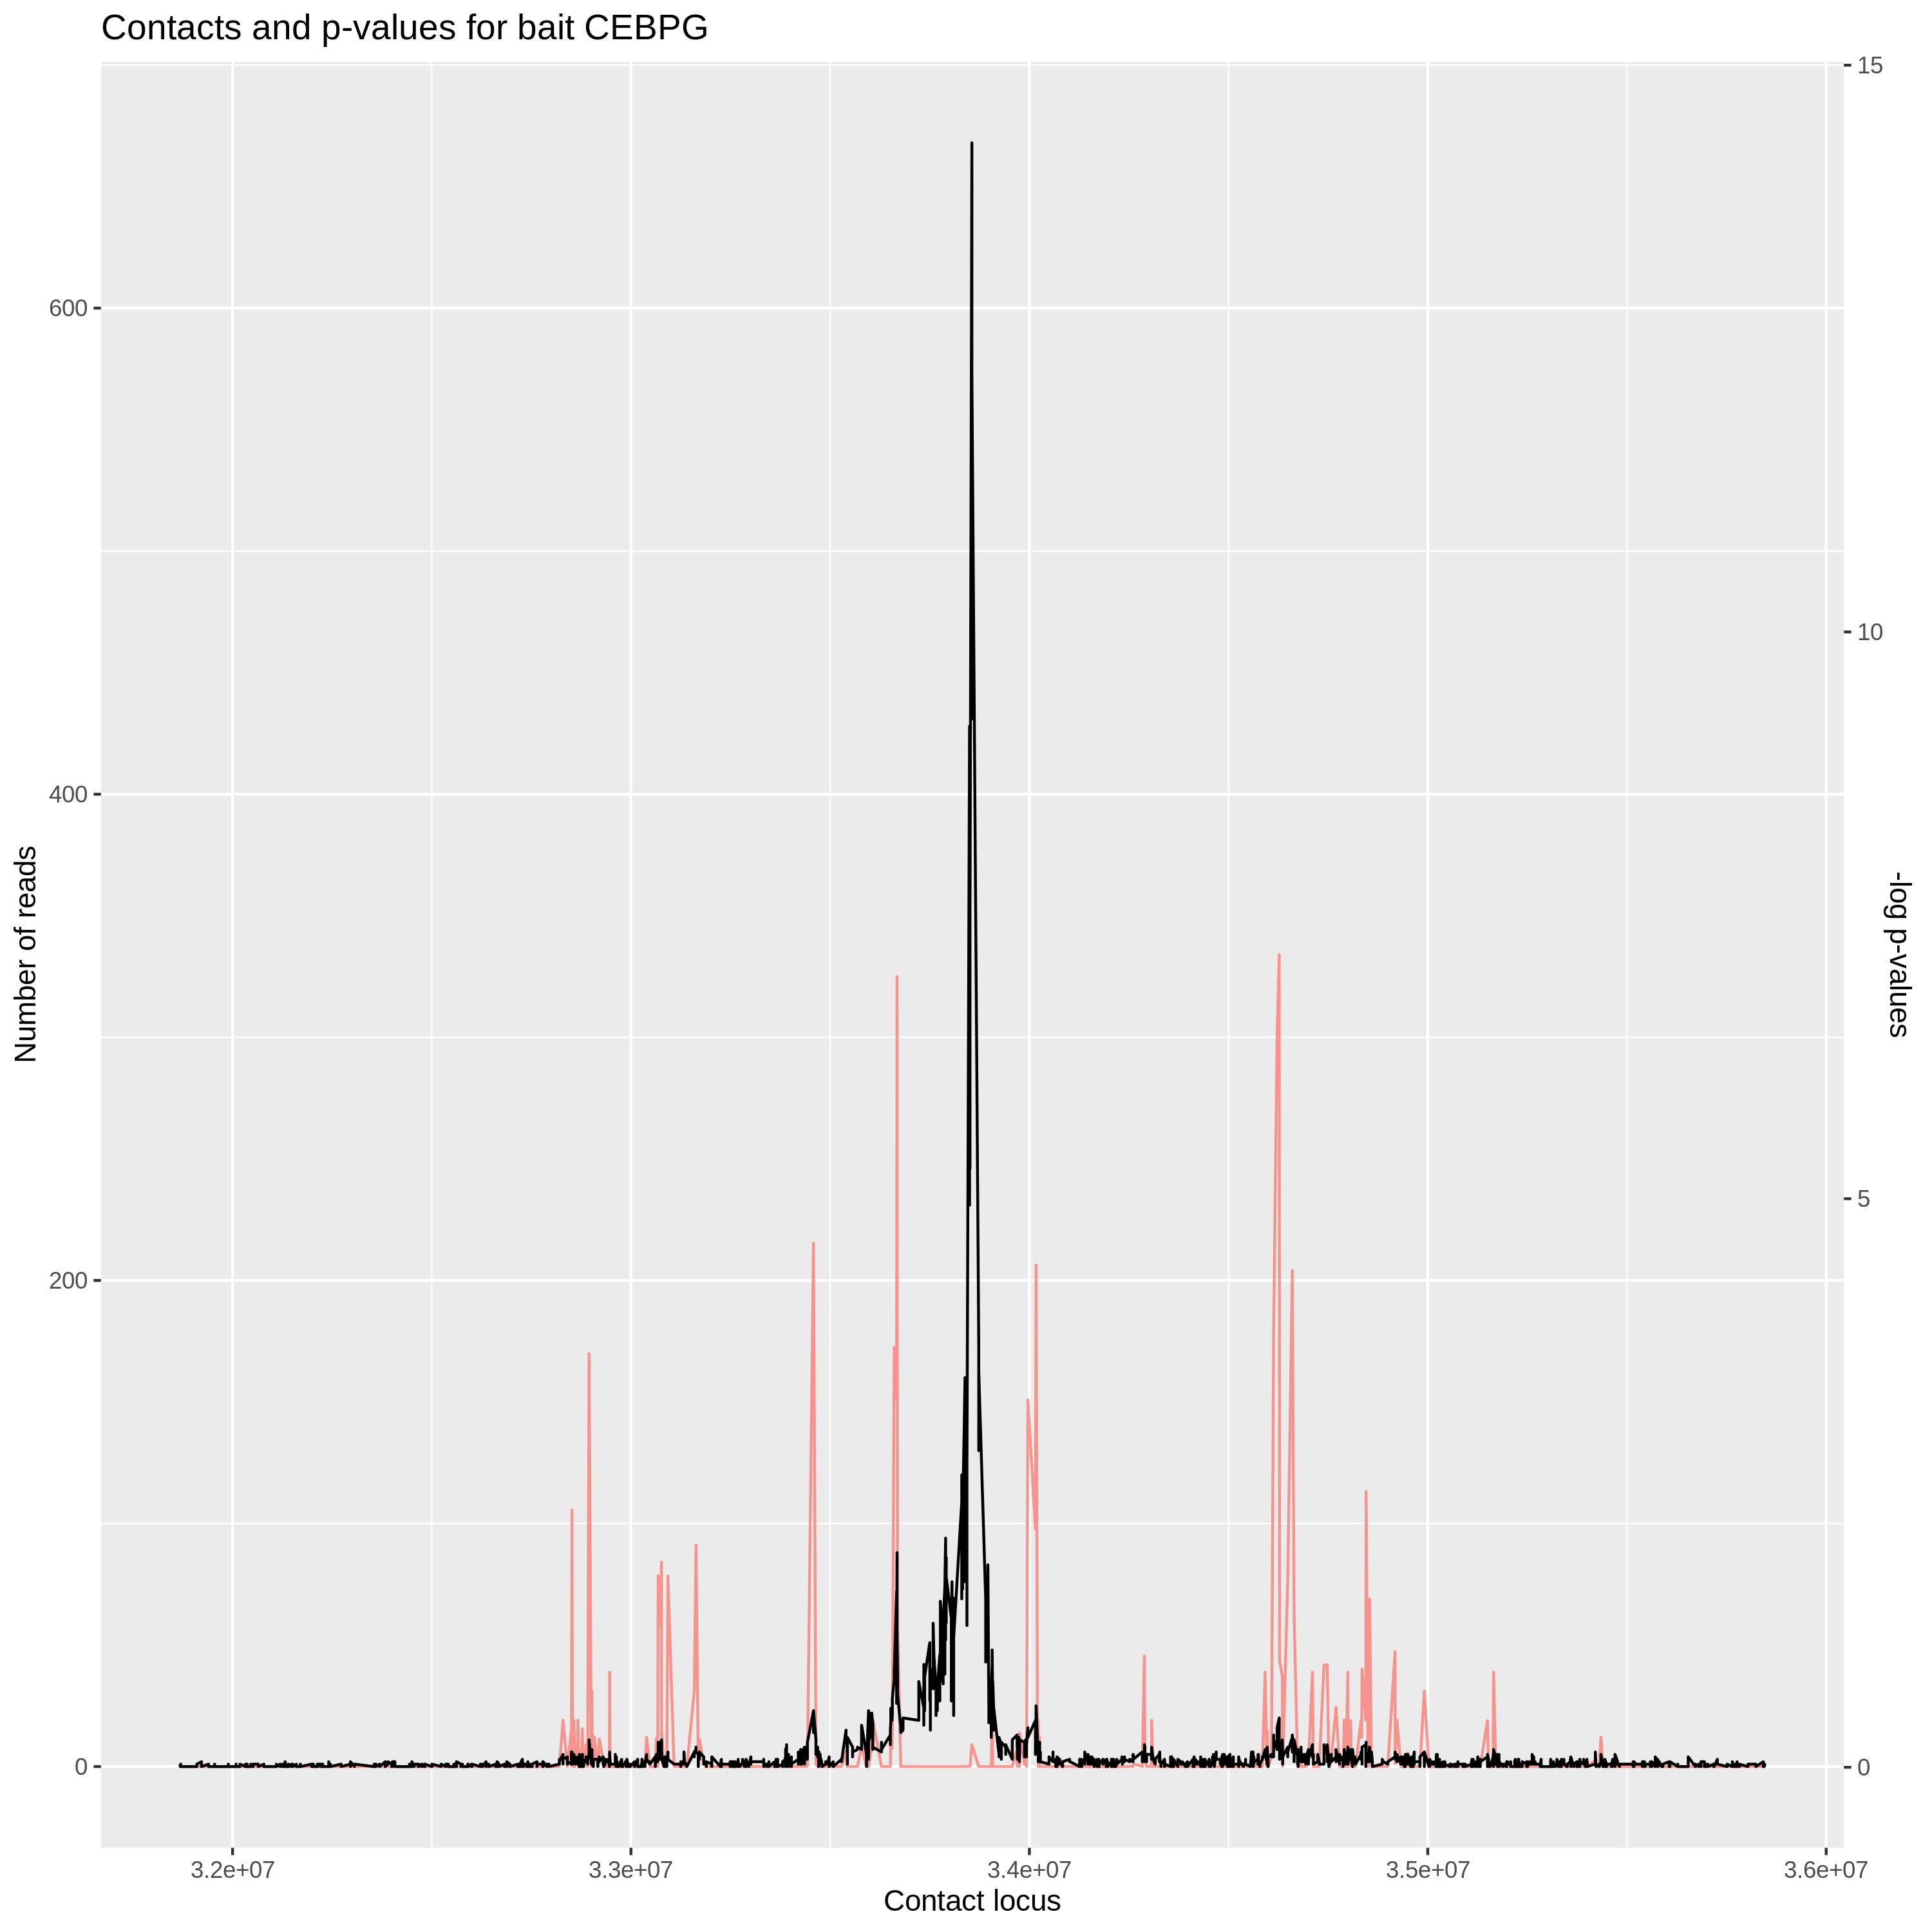 Contacts and p-values for bait CEBPG
15
600
10
400
Number of reads
-log p-values
5
200
0
0
3.2e+07
3.3e+07
3.4e+07
3.5e+07
3.6e+07
Contact locus